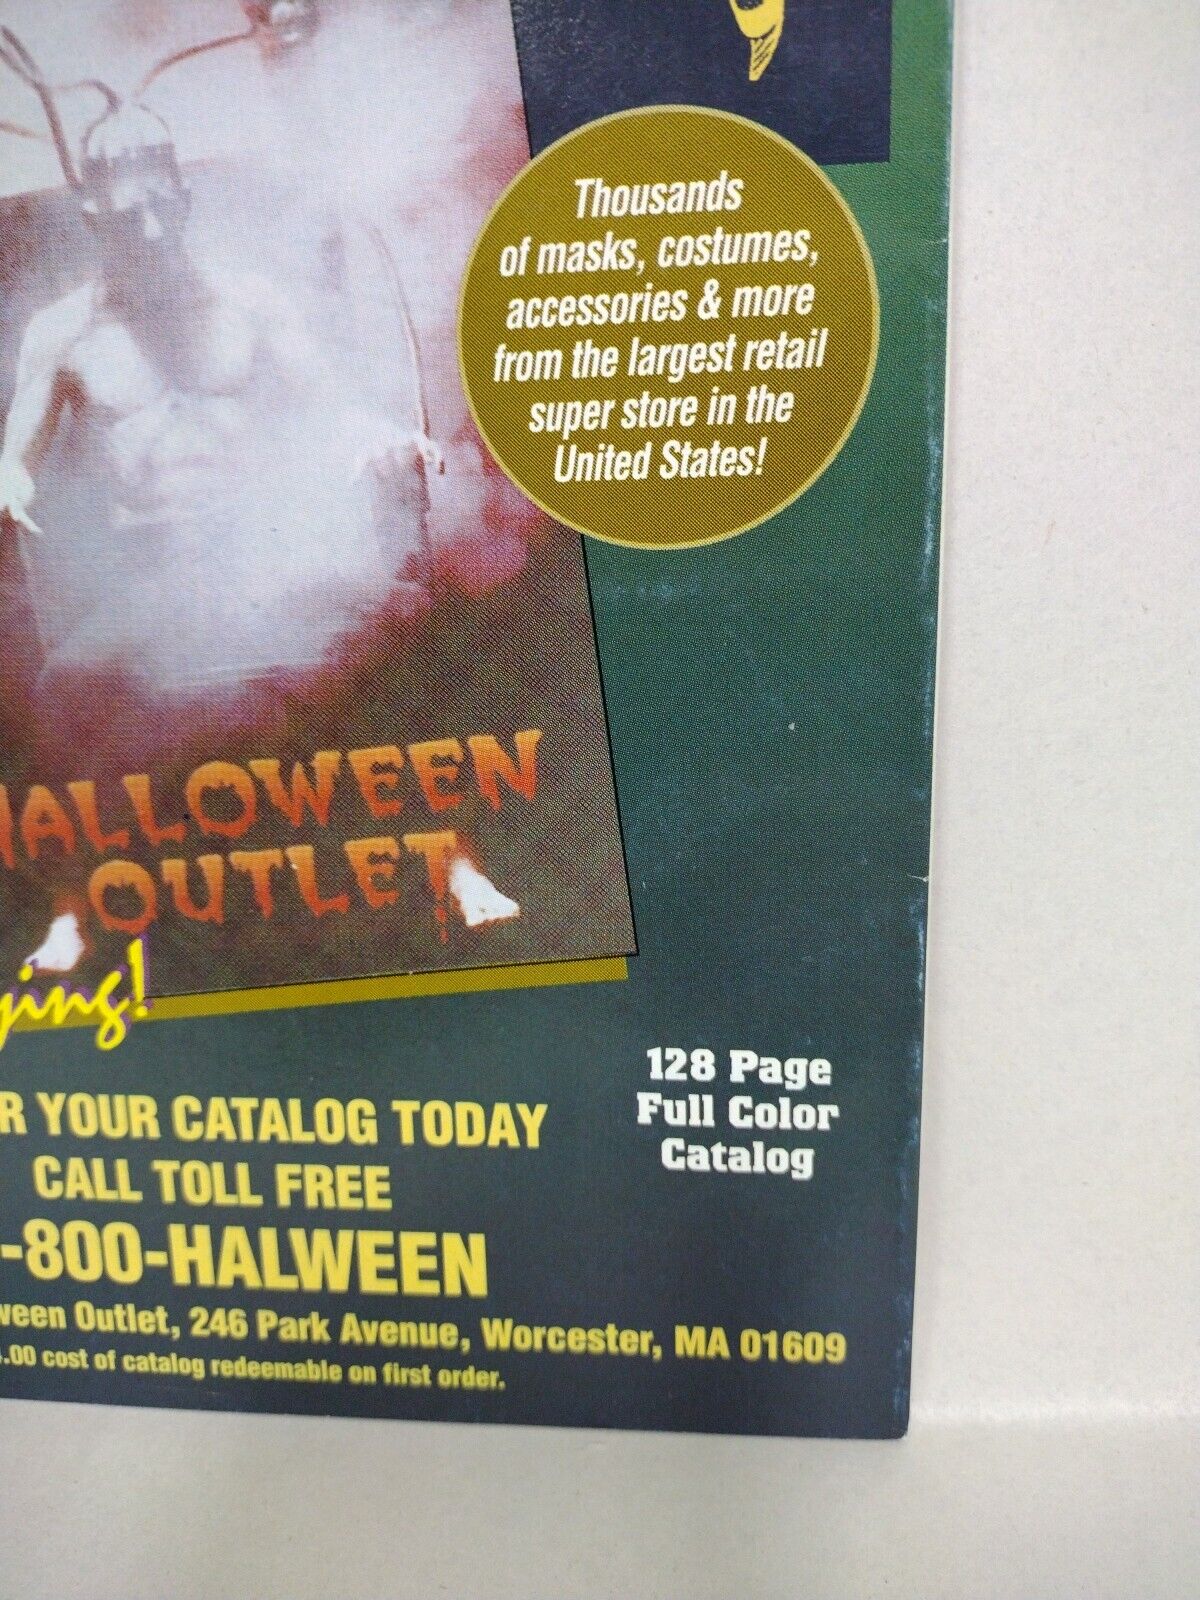 Thousands
of masks, costumes,
accessories & more
from the largest retail
super store in the
United States!
HALLOWEEN
OUTLET
ying!
128 Page
Full Color
Catalog
R YOUR CATALOG TODAY
CALL TOLL FREE
-800-HALWEEN
ween Outlet, 246 Park Avenue, Worcester, MA 01609
.00 cost of catalog redeemable on first order.